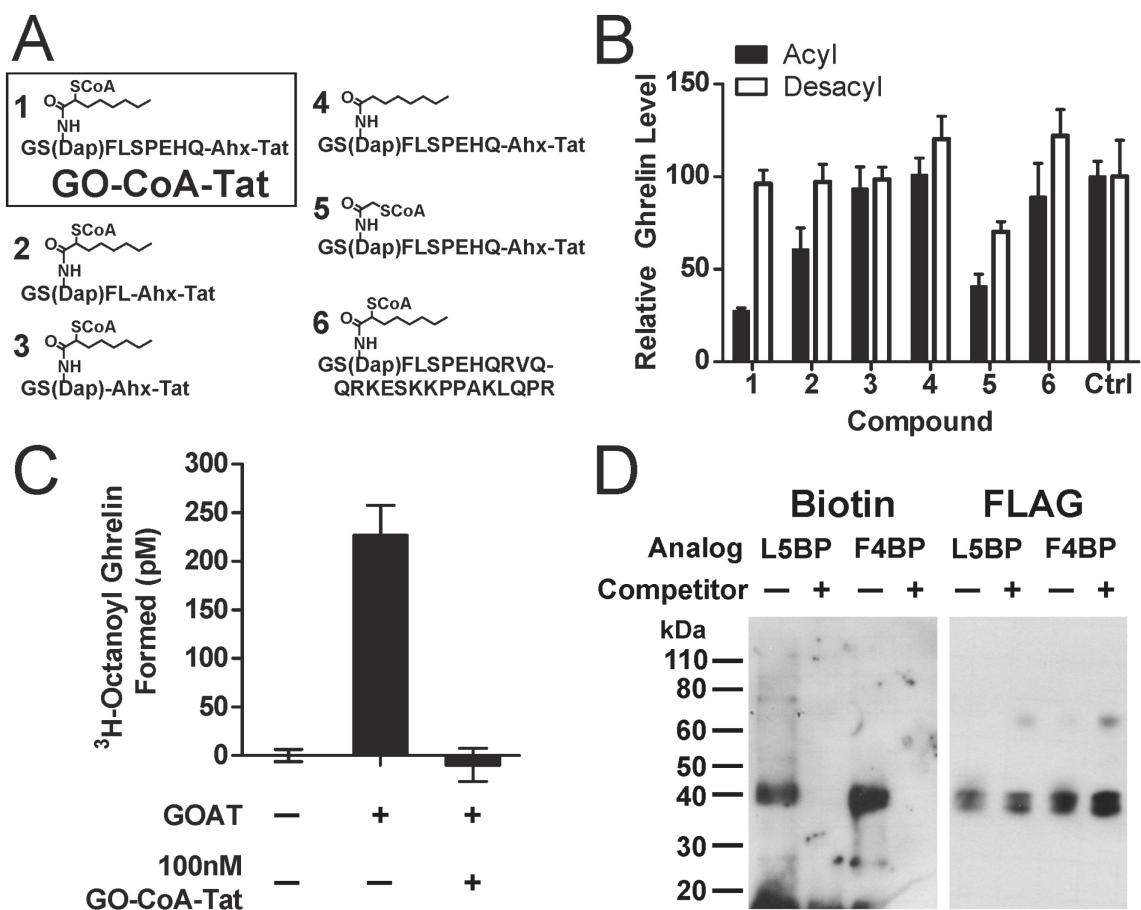 A
1
SCoA
O
NH
GS(Dap)FLSPEHQ-Ahx-Tat
GO-CoA-Tat
2
SCoA
O
NH
GS(Dap)FL-Ahx-Tat
3
SCoA
O
NH
GS(Dap)-Ahx-Tat
4
O
NH
GS(Dap)FLSPEHQ-Ahx-Tat
5
O
SCoA
NH
GS(Dap)FLSPEHQ-Ahx-Tat
6
SCoA
O
NH
GS(Dap)FLSPEHQRVQ-
QRKESKKPPAKLQPR
B
Acyl
Desacyl
Relative Ghrelin Level
150
100
50
0
1 2 3 4 5 6 Ctrl
Compound
C
3H-Octanoyl Ghrelin
Formed (pM)
300
250
200
150
100
50
0
GOAT — + +
100nM
GO-CoA-Tat — — +
D
Biotin FLAG
Analog L5BP F4BP L5BP F4BP
Competitor — + — + — + — +
kDa
110
80
60
50
40
30
20